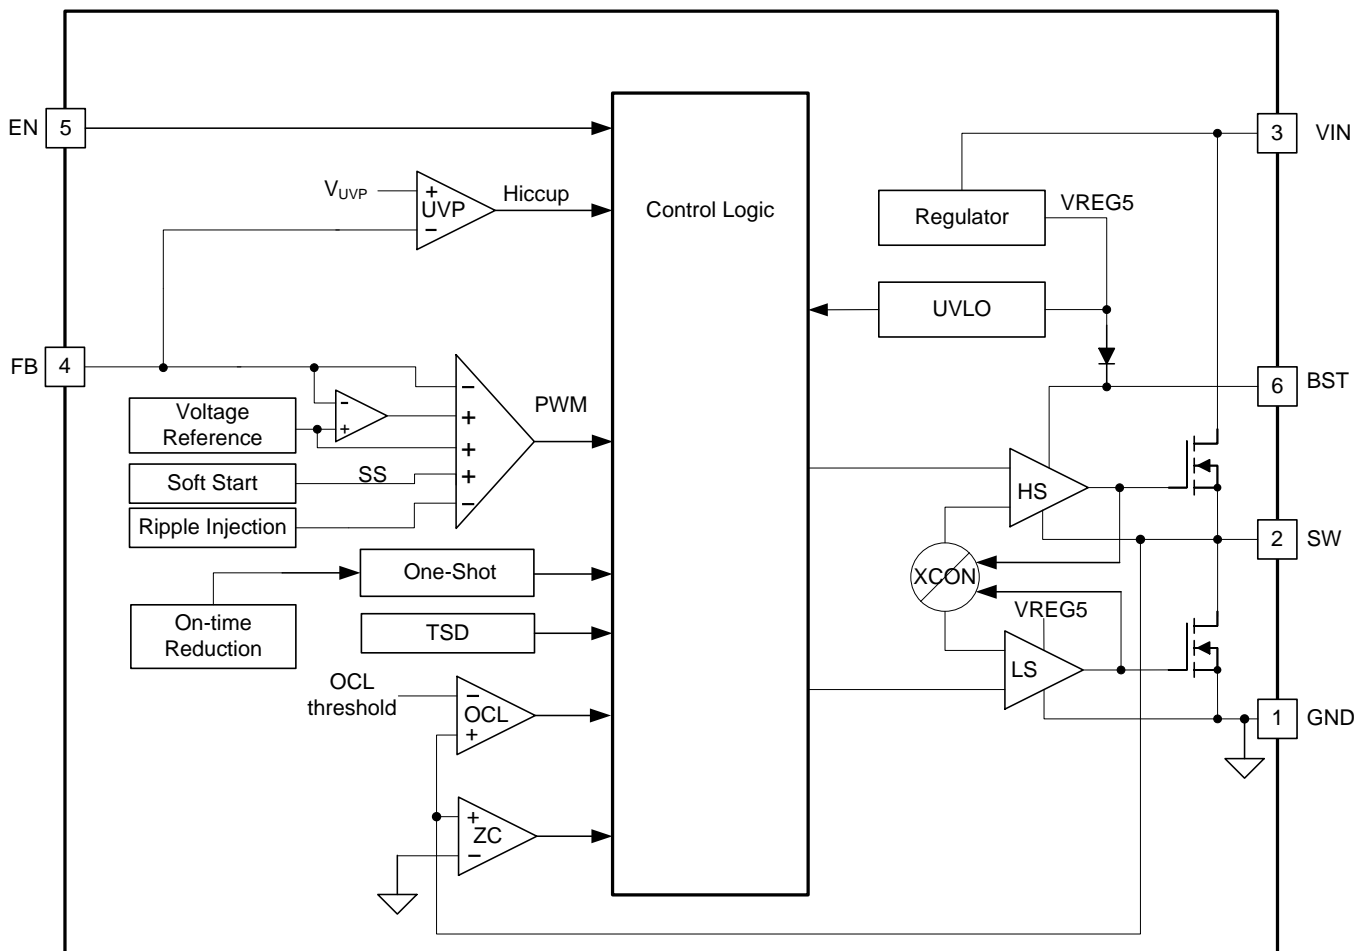 EN 5
3 VIN
V_UVP
+
UVP
−
Hiccup
Control Logic
Regulator
VREG5
UVLO
FB 4
6 BST
Voltage
Reference
-
+
−
+
+
+
−
PWM
Soft Start
SS
Ripple Injection
HS
2 SW
One-Shot
XCON
On-time
Reduction
TSD
VREG5
LS
OCL
threshold
−
OCL
+
1 GND
+
ZC
−